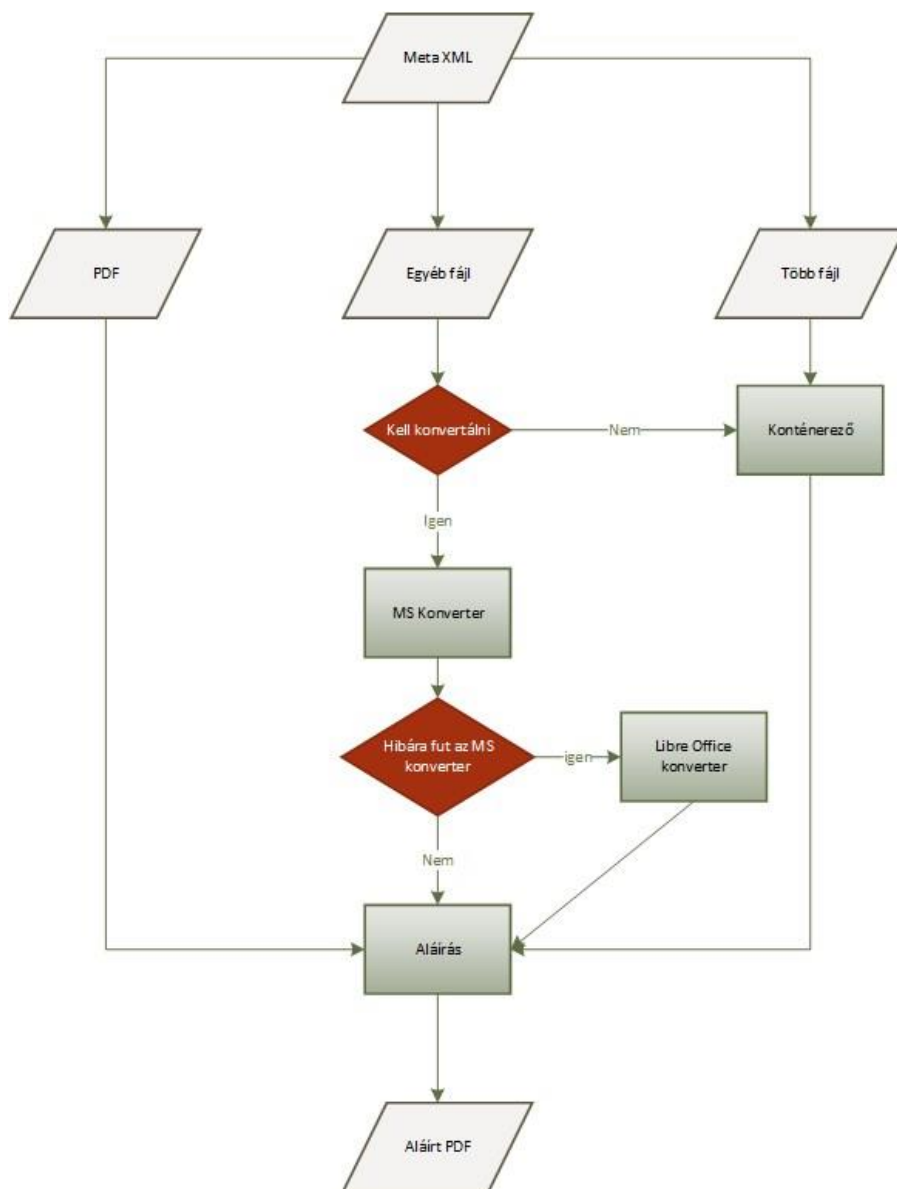 Meta XML
PDF
Egyéb fájl
Több fájl
Kell konvertálni
Nem
Konténerező
Igen
MS Konverter
Hibára fut az MS
konverter
igen
Libre Office
konverter
Nem
Aláírás
Aláírt PDF